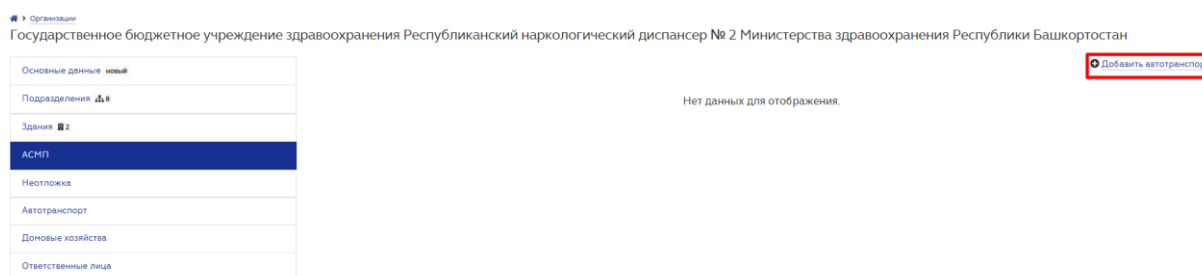 Организации
Государственное бюджетное учреждение здравоохранения Республиканский наркологический диспансер № 2 Министерства здравоохранения Республики Башкортостан
Основные данные новый
Добавить автотранспор
Подразделения 8
Нет данных для отображения.
Здания 2
АСМП
Неотложка
Автотранспорт
Домовые хозяйства
Ответственные лица